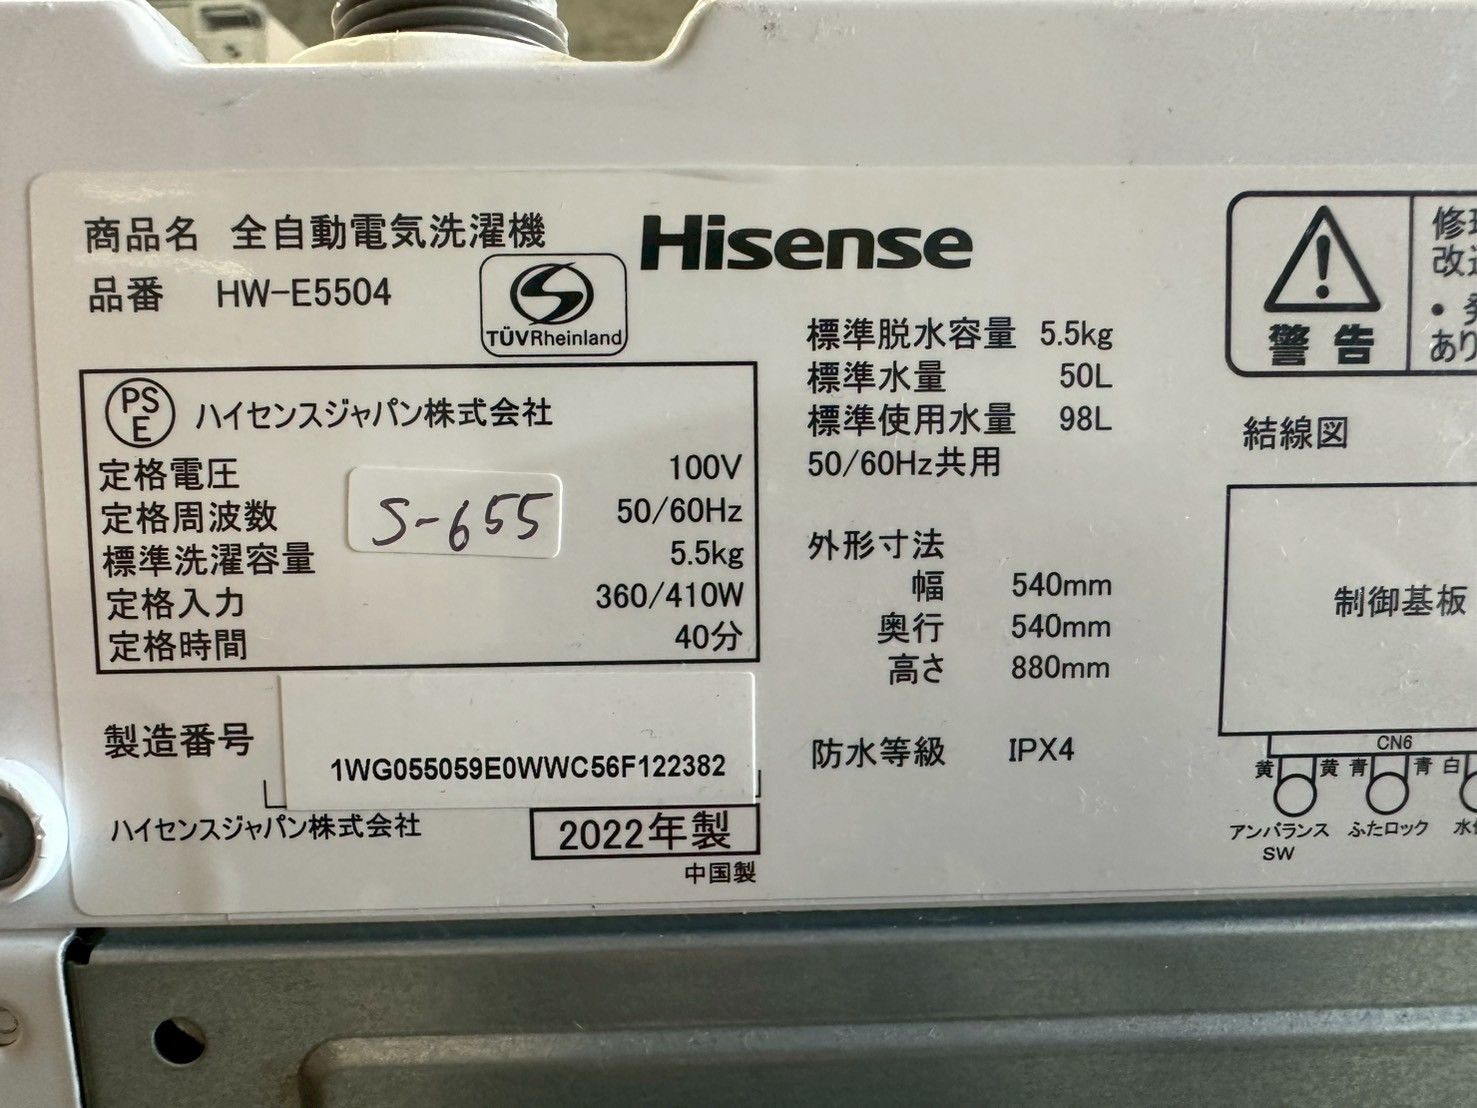 商品名 全自動電気洗濯機
品番 HW-E5504
TÜVRheinland
Hisense
PSE ハイセンスジャパン株式会社
定格電圧 100V
定格周波数 50/60Hz
標準洗濯容量 5.5kg
定格入力 360/410W
定格時間 40分
S-655
製造番号 1WG055059E0WWC56F122382
ハイセンスジャパン株式会社
2022年製
中国製
標準脱水容量 5.5kg
標準水量 50L
標準使用水量 98L
50/60Hz共用
外形寸法
幅 540mm
奥行 540mm
高さ 880mm
防水等級 IPX4
警告
修
改
・
あり
結線図
制御基板
CN6
黄 黄 青 青 白
アンバランス ふたロック 水
SW